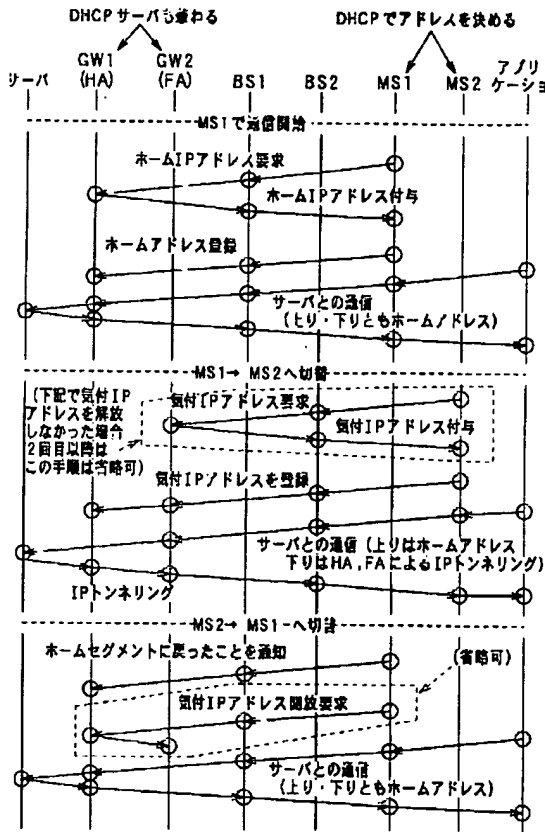 DHCPサーバも兼わる
DHCPでアドレスを決める
サーバ
GW1
(HA)
GW2
(FA)
BS1
BS2
MS1
MS2
アプリ
ケーショ
MS1で通信開始
ホームIPアドレス要求
ホームIPアドレス付与
ホームアドレス登録
サーバとの通信
(上り・下りともホームアドレス)
MS1→ MS2へ切替
(下記で気付IP
アドレスを解放
しなかった場合
2回目以降は
この手順は省略可)
気付IPアドレス要求
気付IPアドレス付与
気付IPアドレスを登録
サーバとの通信(上りはホームアドレス
下りはHA,FAによるIPトンネリング)
IPトンネリング
MS2→ MS1へ切替
ホームセグメントに戻ったことを通知
(省略可)
気付IPアドレス開放要求
サーバとの通信
(上り・下りともホームアドレス)